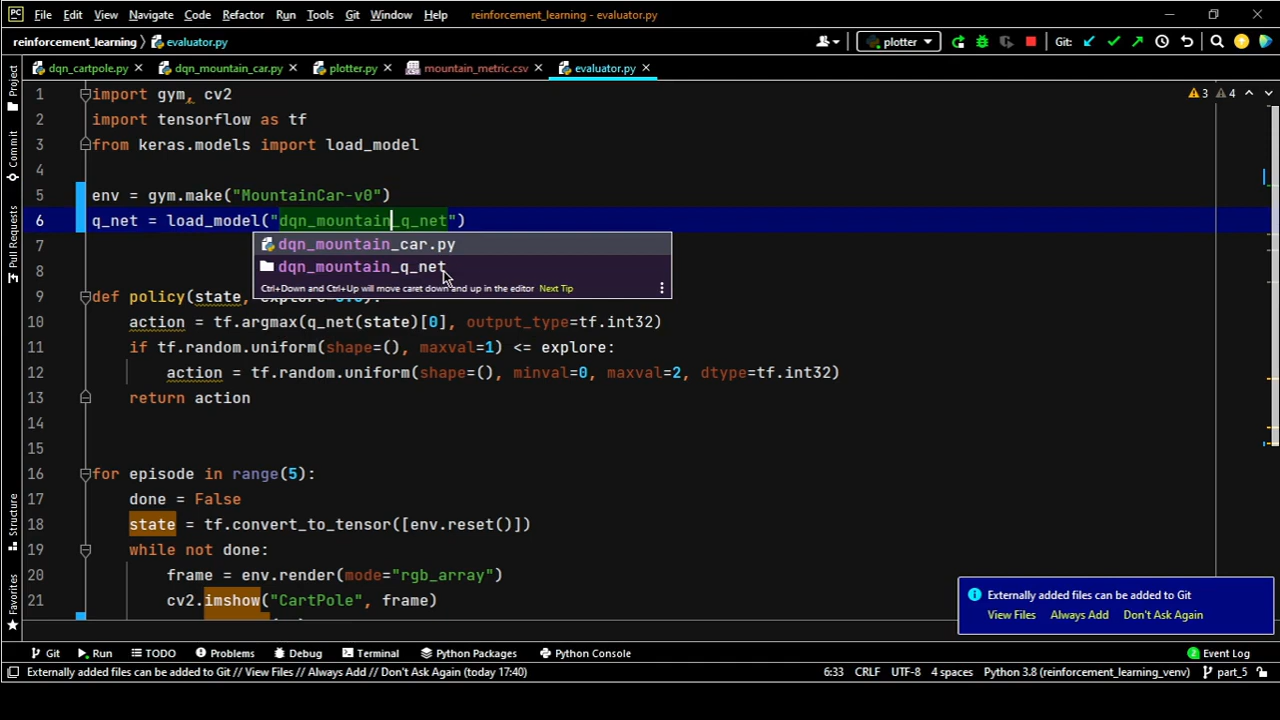 PC File Edit View Navigate Code Refactor Run Tools Git Window Help reinforcement_learning - evaluator.py
reinforcement_learning evaluator.py plotter Git:
dqn_cartpole.py dqn_mountain_car.py plotter.py mountain_metric.csv evaluator.py
Project
Commit
Pull Requests
Structure
Favorites
3 4
1 import gym, cv2
2 import tensorflow as tf
3 from keras.models import load_model
4
5 env = gym.make("MountainCar-v0")
6 q_net = load_model("dqn_mountain_q_net")
7 dqn_mountain_car.py
8 dqn_mountain_q_net
Ctrl+Down and Ctrl+Up will move caret down and up in the editor Next Tip
9 def policy(state, explore=0.0):
10 action = tf.argmax(q_net(state)[0], output_type=tf.int32)
11 if tf.random.uniform(shape=(), maxval=1) <= explore:
12 action = tf.random.uniform(shape=(), minval=0, maxval=2, dtype=tf.int32)
13 return action
14
15
16 for episode in range(5):
17 done = False
18 state = tf.convert_to_tensor([env.reset()])
19 while not done:
20 frame = env.render(mode="rgb_array")
21 cv2.imshow("CartPole", frame)
Externally added files can be added to Git
View Files Always Add Don't Ask Again
Git Run TODO Problems Debug Terminal Python Packages Python Console 2 Event Log
Externally added files can be added to Git // View Files // Always Add // Don't Ask Again (today 17:40) 6:33 CRLF UTF-8 4 spaces Python 3.8 (reinforcement_learning_venv) part_5